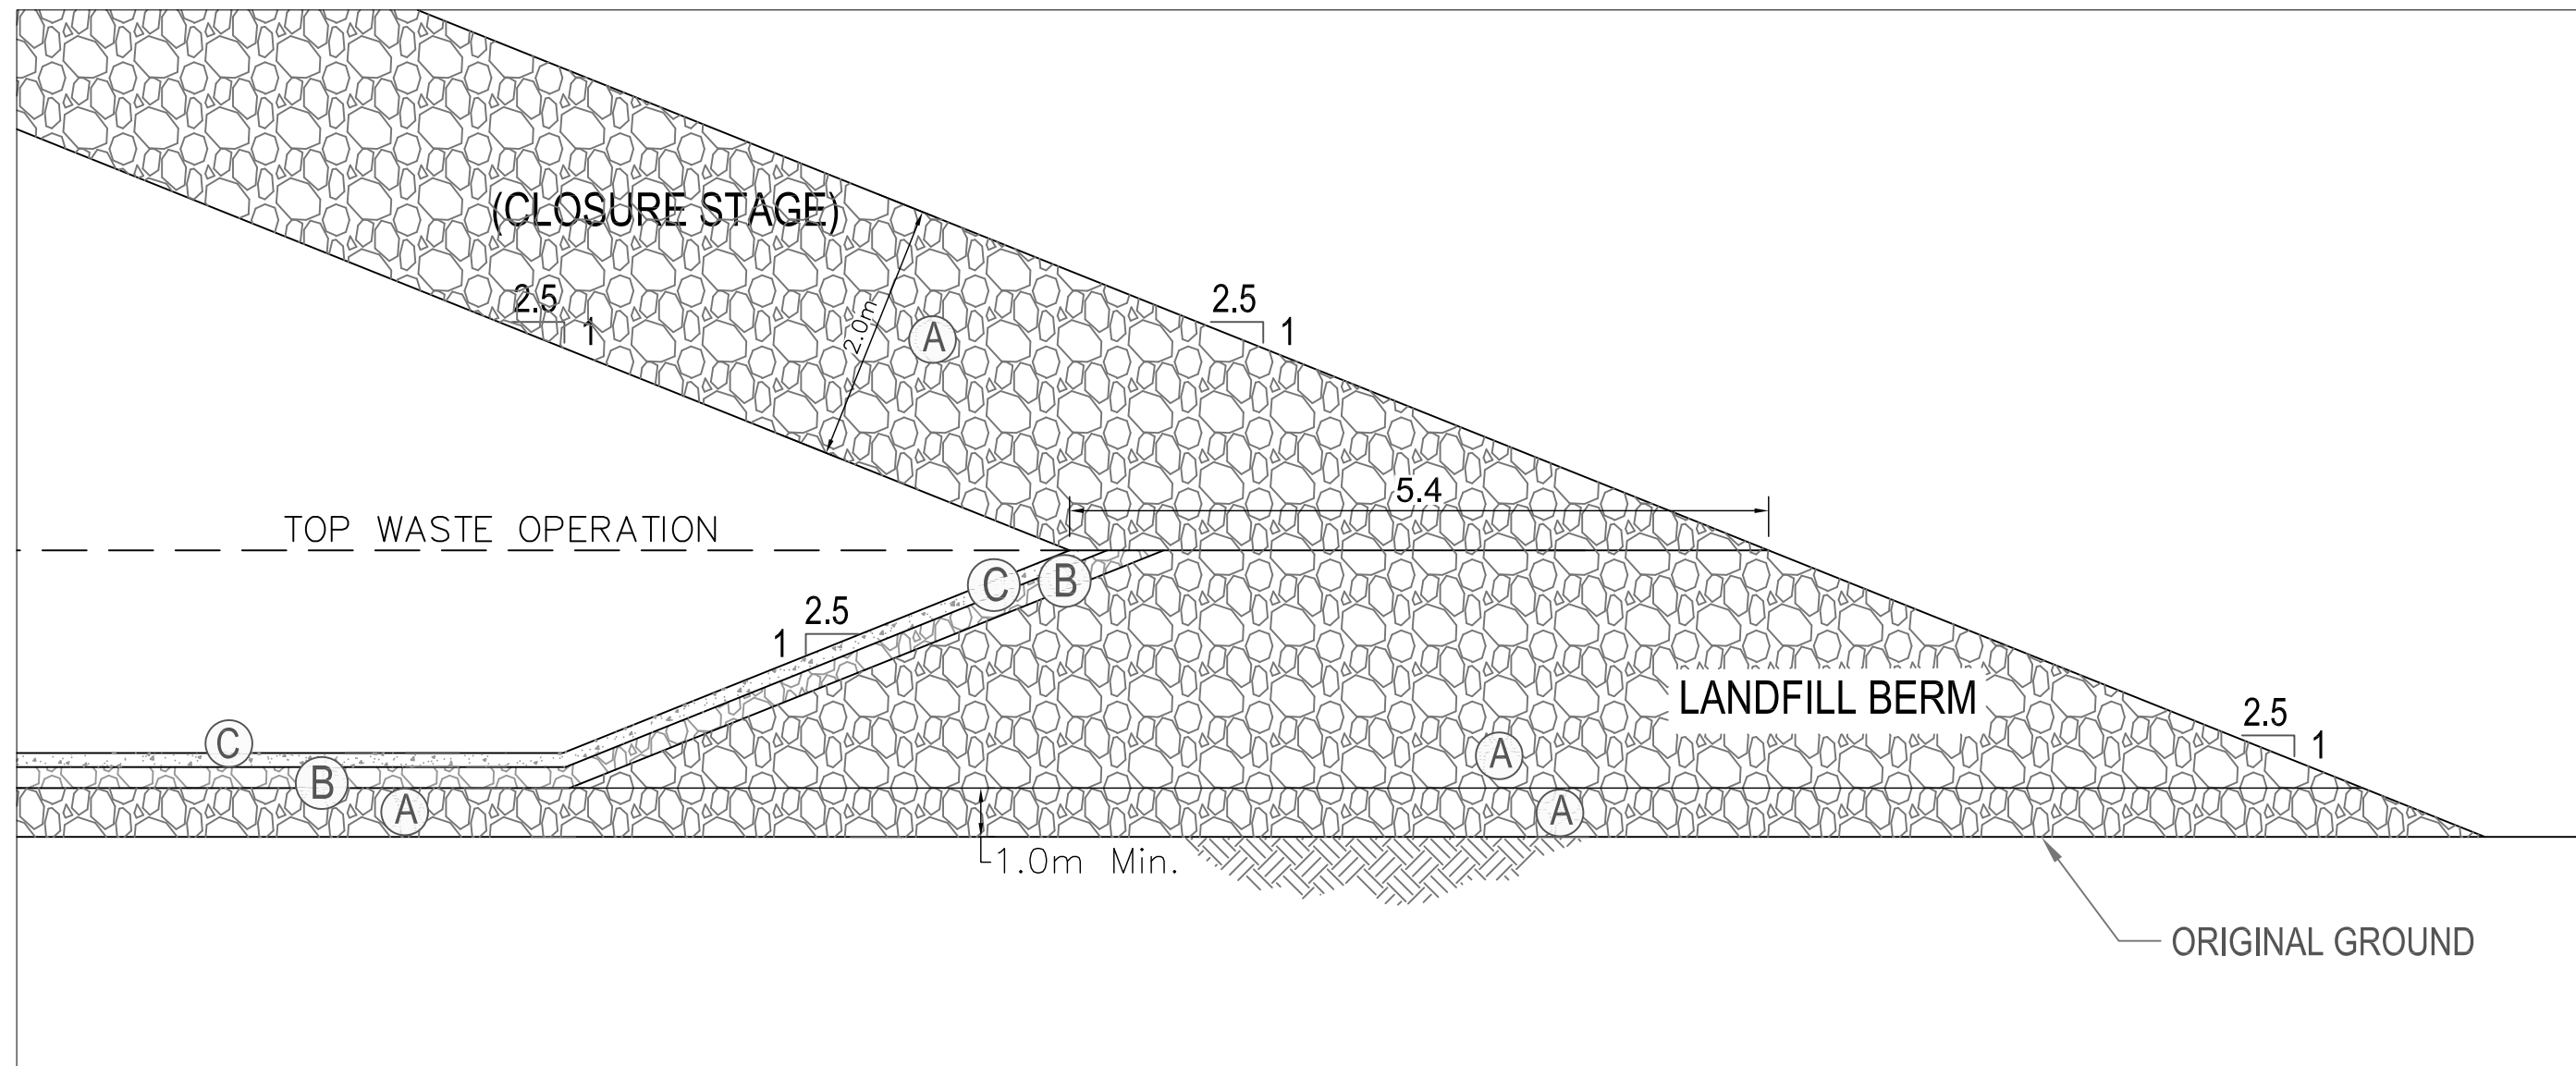 (CLOSURE STAGE)
2.5
1
2.0m
A
2.5
1
5.4
TOP WASTE OPERATION
C
B
2.5
1
LANDFILL BERM
2.5
1
C
B
A
A
A
1.0m Min.
ORIGINAL GROUND